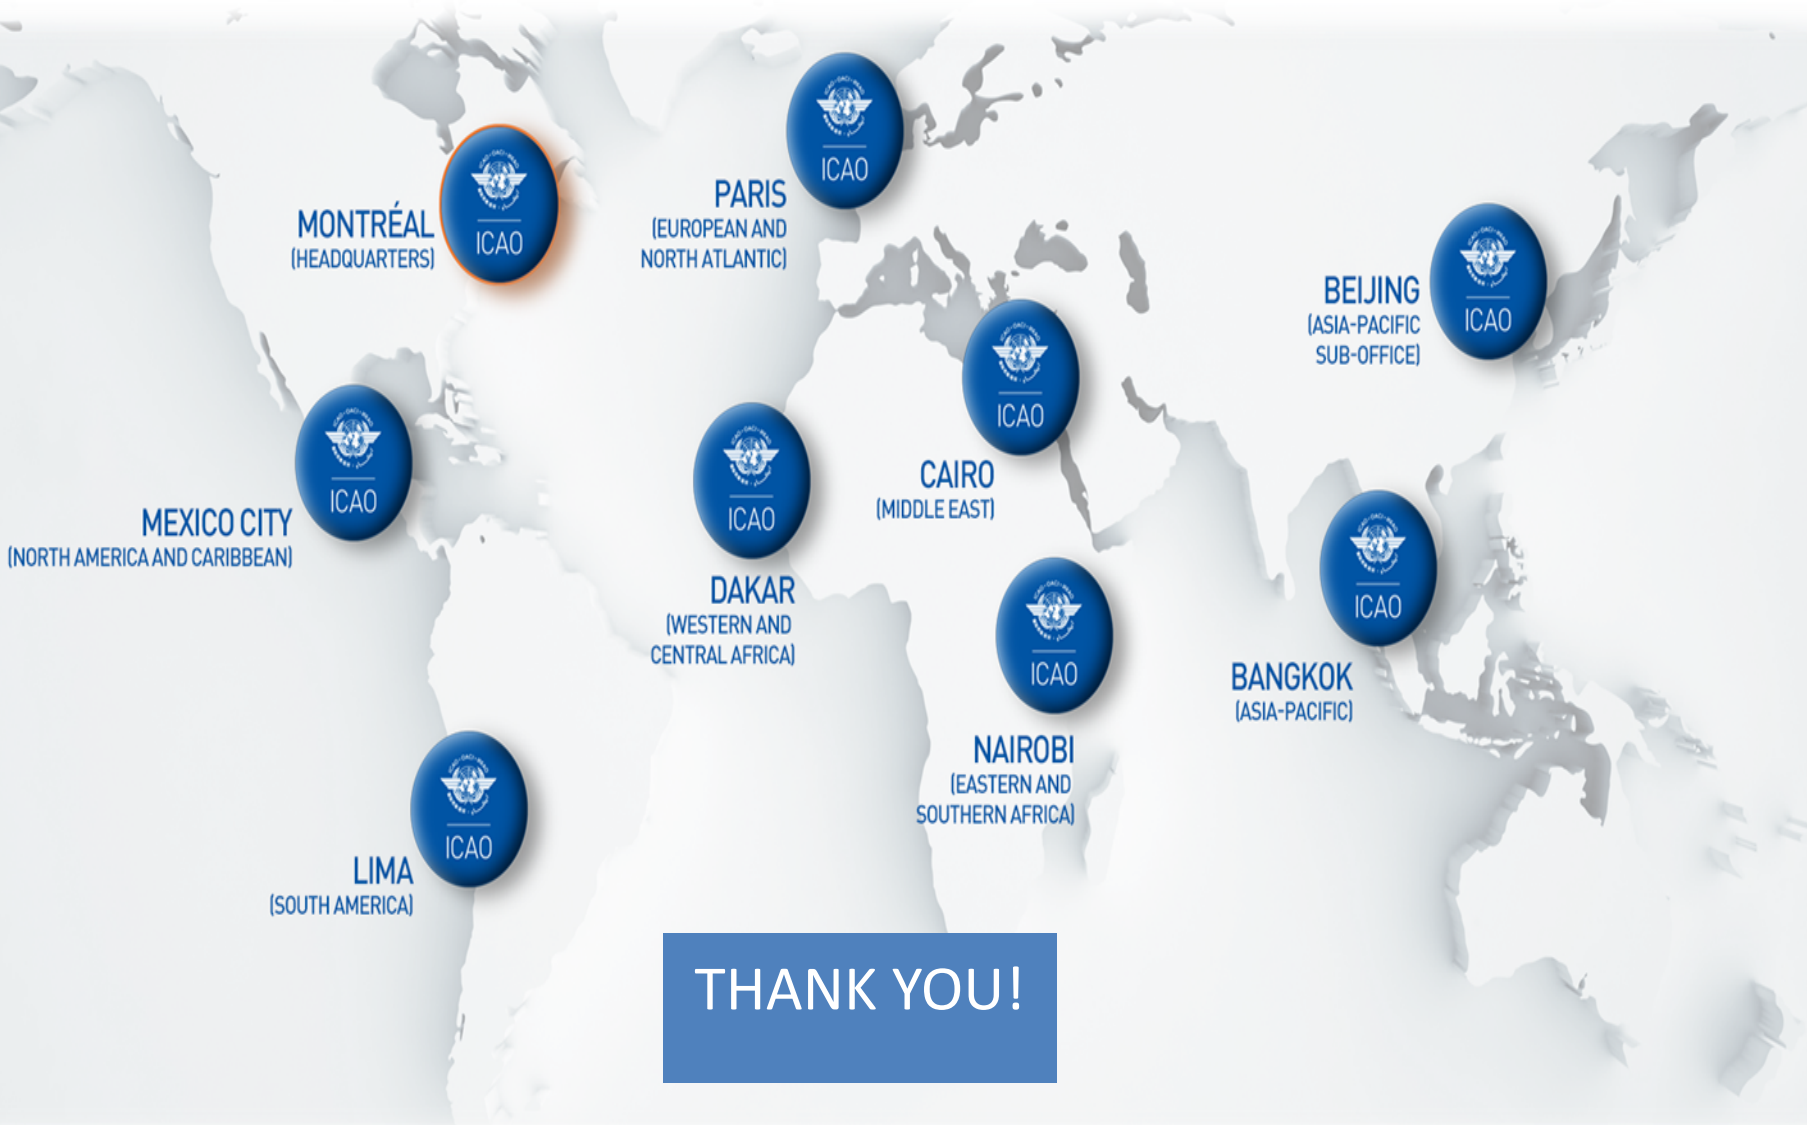 ICAO
PARIS
(EUROPEAN AND
NORTH ATLANTIC)
ICAO
MONTRÉAL
(HEADQUARTERS)
ICAO
BEIJING
(ASIA-PACIFIC
SUB-OFFICE)
ICAO
CAIRO
(MIDDLE EAST)
ICAO
MEXICO CITY
(NORTH AMERICA AND CARIBBEAN)
ICAO
DAKAR
(WESTERN AND
CENTRAL AFRICA)
ICAO
BANGKOK
(ASIA-PACIFIC)
ICAO
NAIROBI
(EASTERN AND
SOUTHERN AFRICA)
ICAO
LIMA
(SOUTH AMERICA)
THANK YOU!